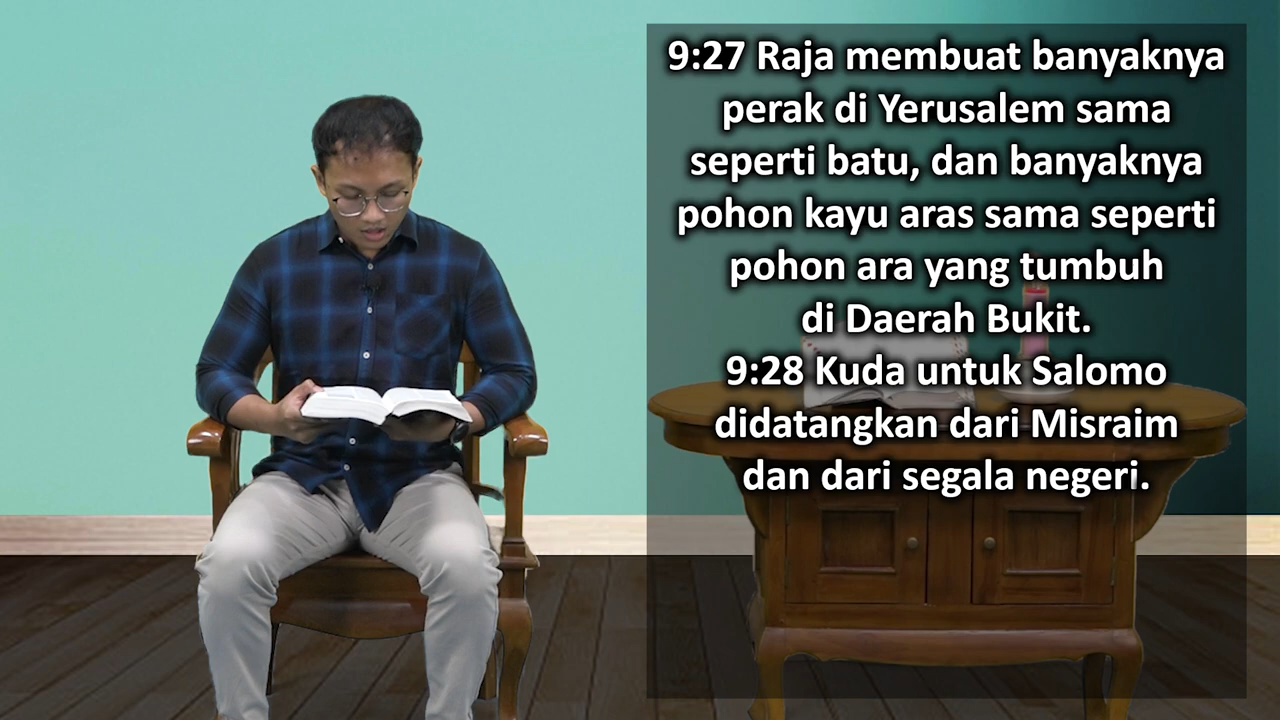 9:27 Raja membuat banyaknya
perak di Yerusalem sama
seperti batu, dan banyaknya
pohon kayu aras sama seperti
pohon ara yang tumbuh
di Daerah Bukit.
9:28 Kuda untuk Salomo
didatangkan dari Misraim
dan dari segala negeri.